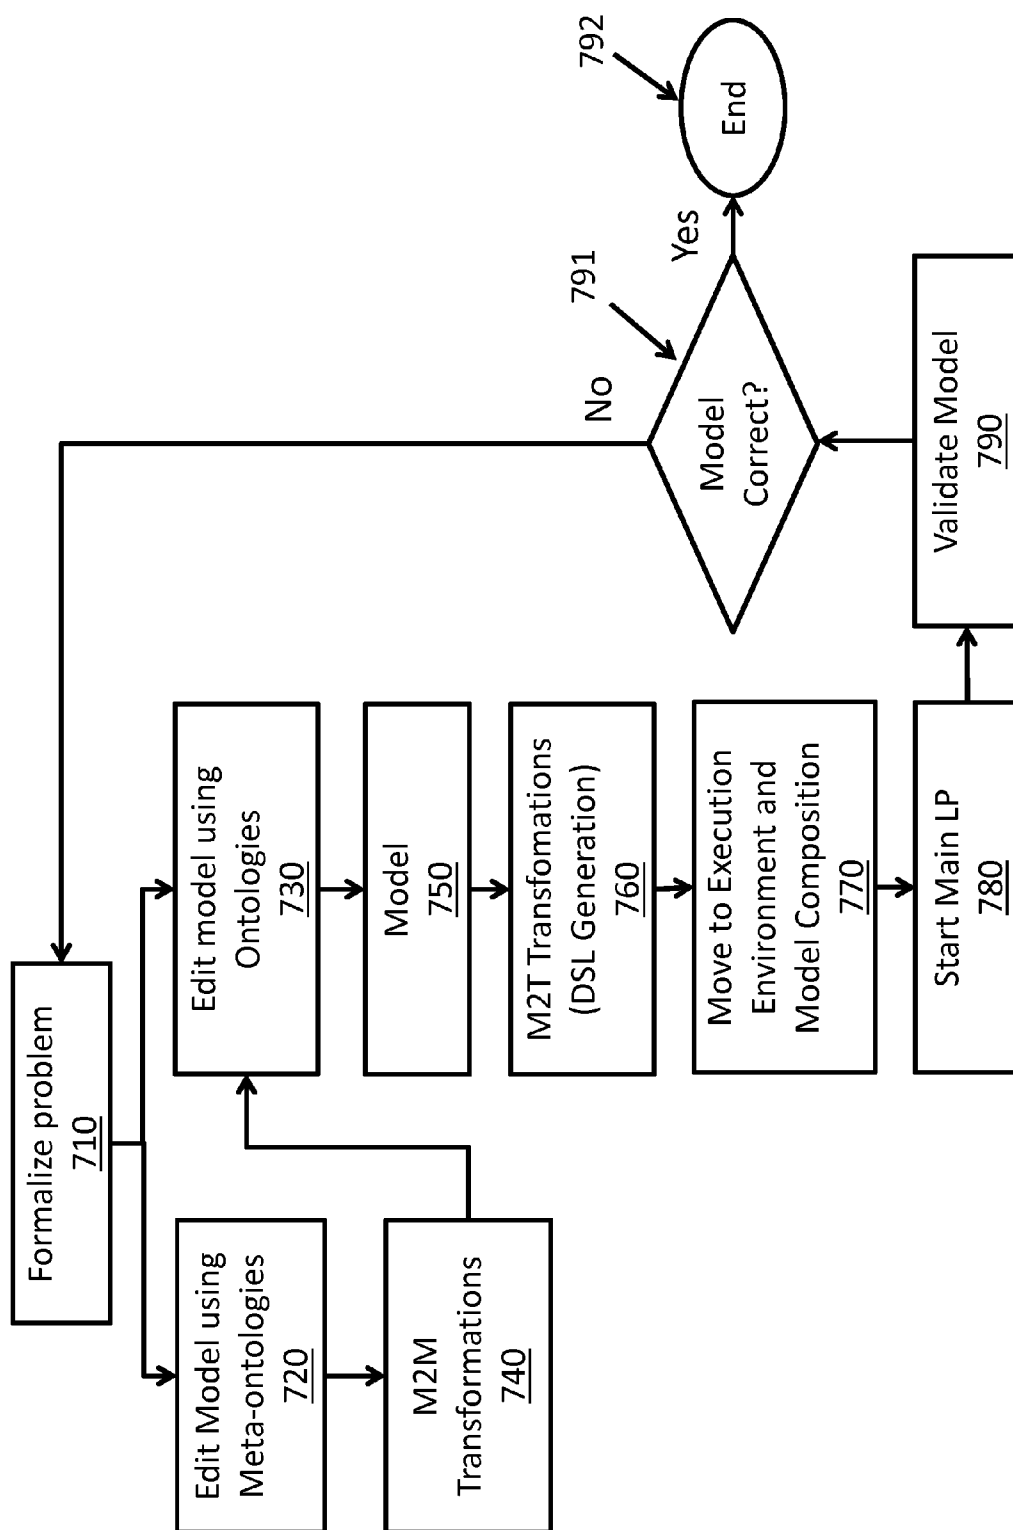 Formalize problem
710
Edit Model using
Meta-ontologies
720
Edit model using
Ontologies
730
M2M
Transformations
740
Model
750
M2T Transfomations
(DSL Generation)
760
Move to Execution
Environment and
Model Composition
770
Start Main LP
780
Validate Model
790
Model
Correct?
791
No
Yes
End
792